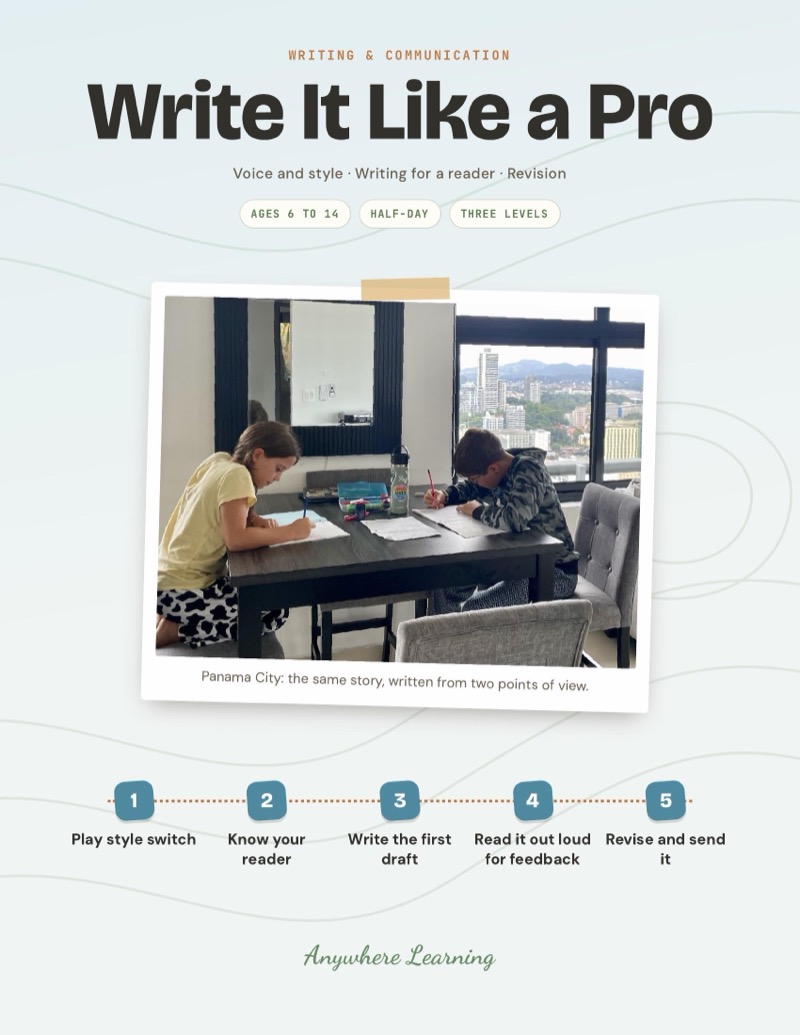 WRITING & COMMUNICATION
Write It Like a Pro
Voice and style · Writing for a reader · Revision
AGES 6 TO 14
HALF-DAY
THREE LEVELS
Panama City: the same story, written from two points of view.
1
2
3
4
5
Play style switch
Know your
reader
Write the first
draft
Read it out loud
for feedback
Revise and send
it
Anywhere Learning